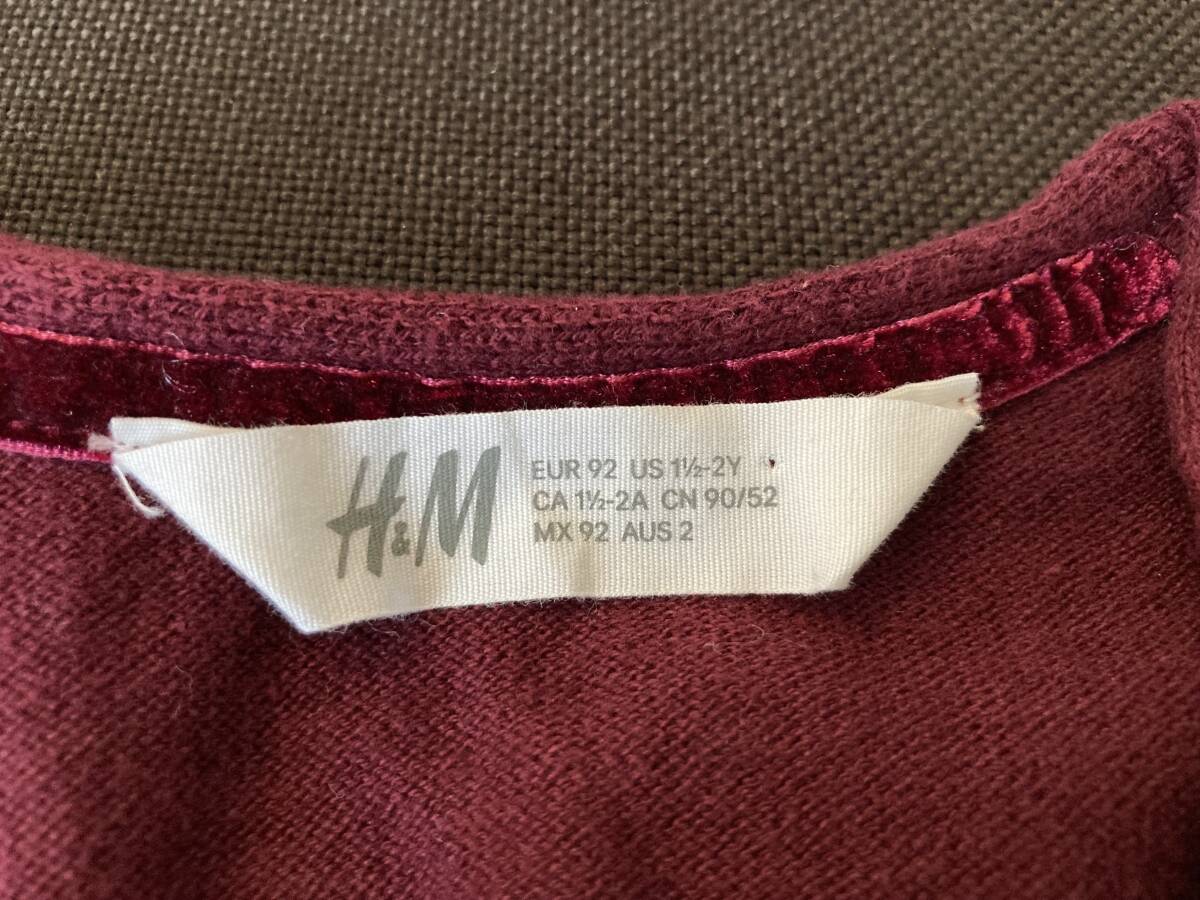 H&M
EUR 92 US 1½-2Y
CA 1½-2A CN 90/52
MX 92 AUS 2